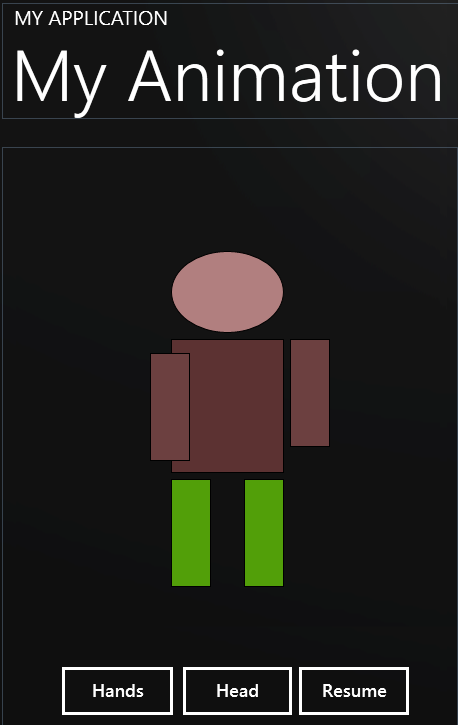 MY APPLICATION
My Animation
Hands
Head
Resume